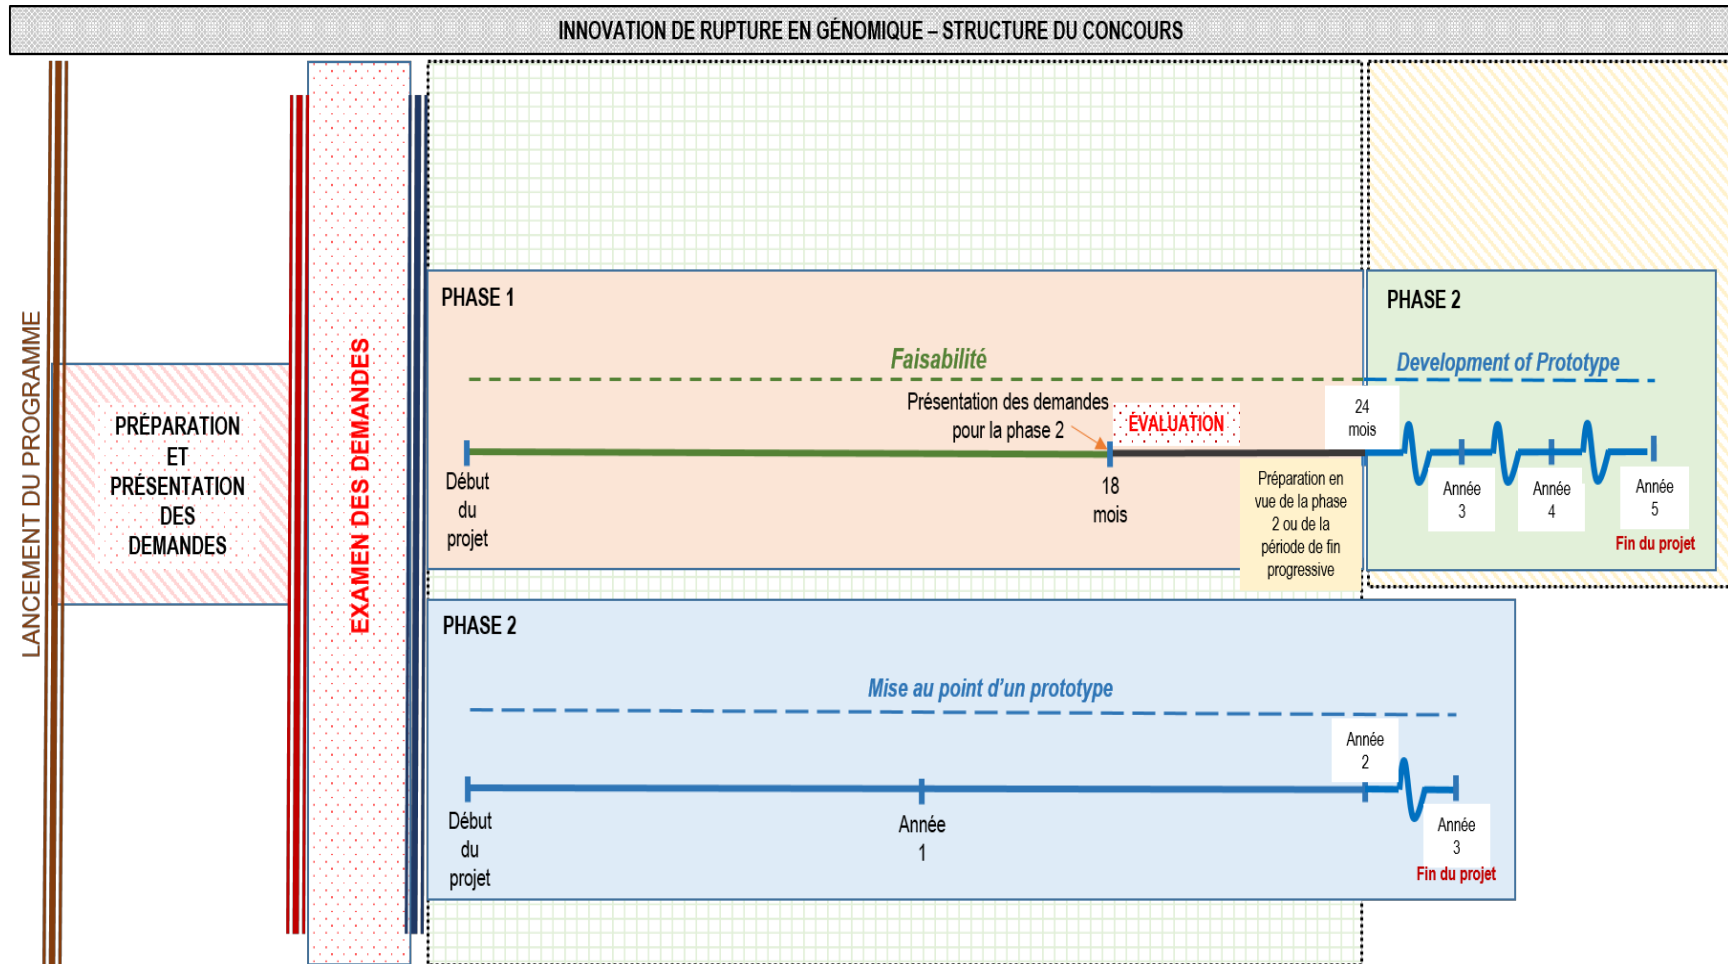 INNOVATION DE RUPTURE EN GÉNOMIQUE – STRUCTURE DU CONCOURS
LANCEMENT DU PROGRAMME
PRÉPARATION
ET
PRÉSENTATION
DES
DEMANDES
EXAMEN DES DEMANDES
PHASE 1
Faisabilité
Présentation des demandes
pour la phase 2
ÉVALUATION
Début
du
projet
18
mois
24
mois
Préparation en
vue de la phase
2 ou de la
période de fin
progressive
PHASE 2
Development of Prototype
Année
3
Année
4
Année
5
Fin du projet
PHASE 2
Mise au point d'un prototype
Début
du
projet
Année
1
Année
2
Année
3
Fin du projet